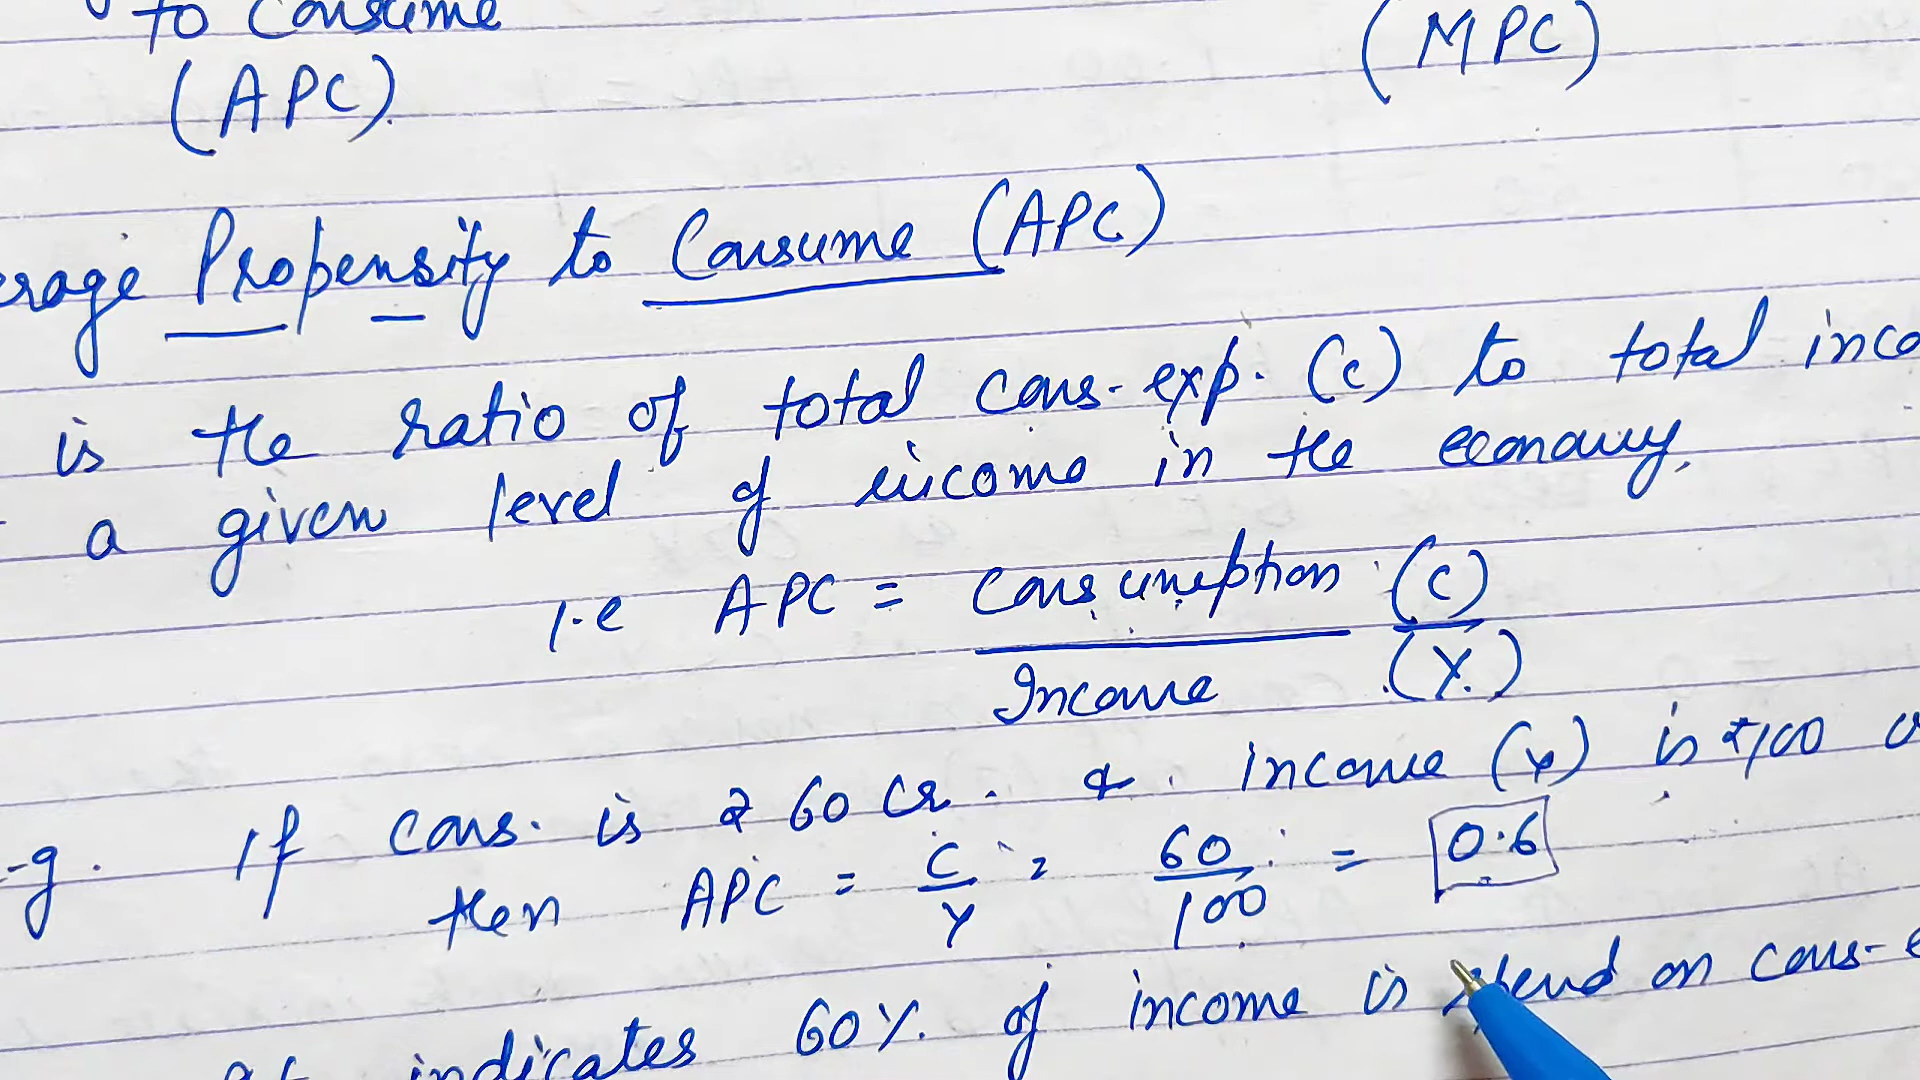 to Consume
(APC).
(MPC)
erage Propensity to Consume (APC)
is the ratio of total cons-exp. (c) to total inco
a given level of income in the economy.
i.e APC = Consumption (C)
Income (Y.)
-g. If cons. is ₹ 60 Cr. & income (y) is ₹100
then APC = C/Y = 60/100 = 0.6
indicates 60%. of income is spend on cons-e